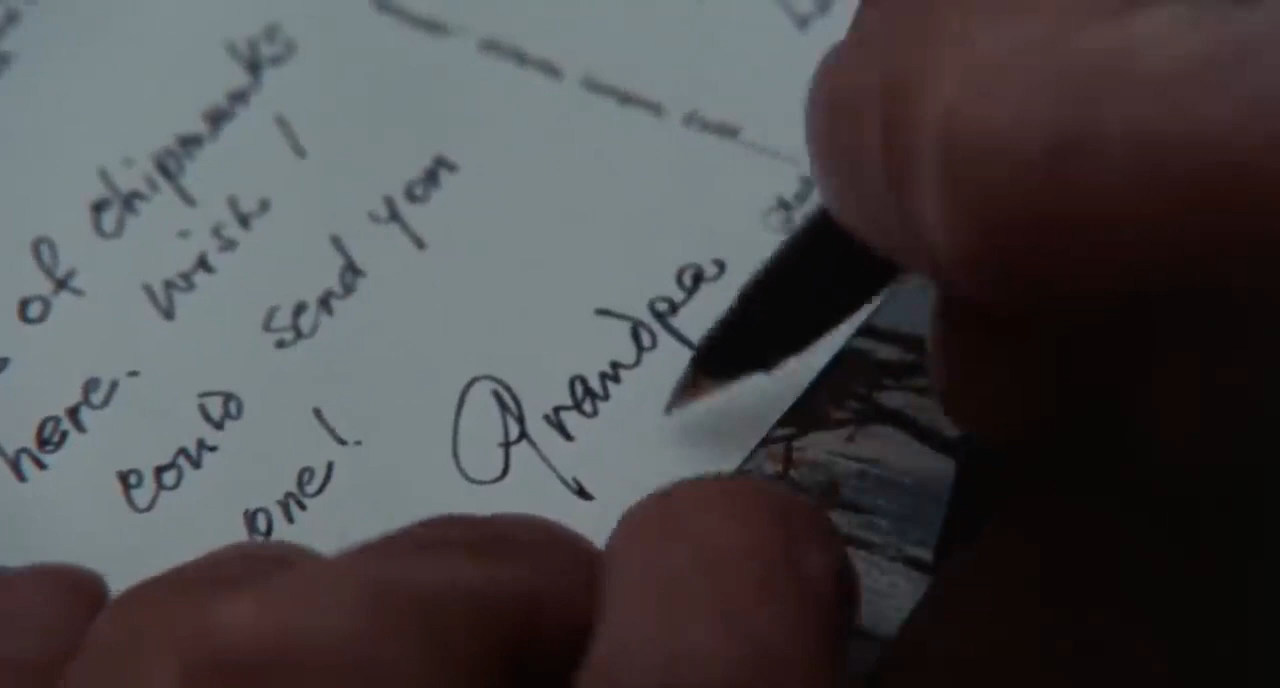 of chipmunks
here. wish I
could send you
one!
Grandpa